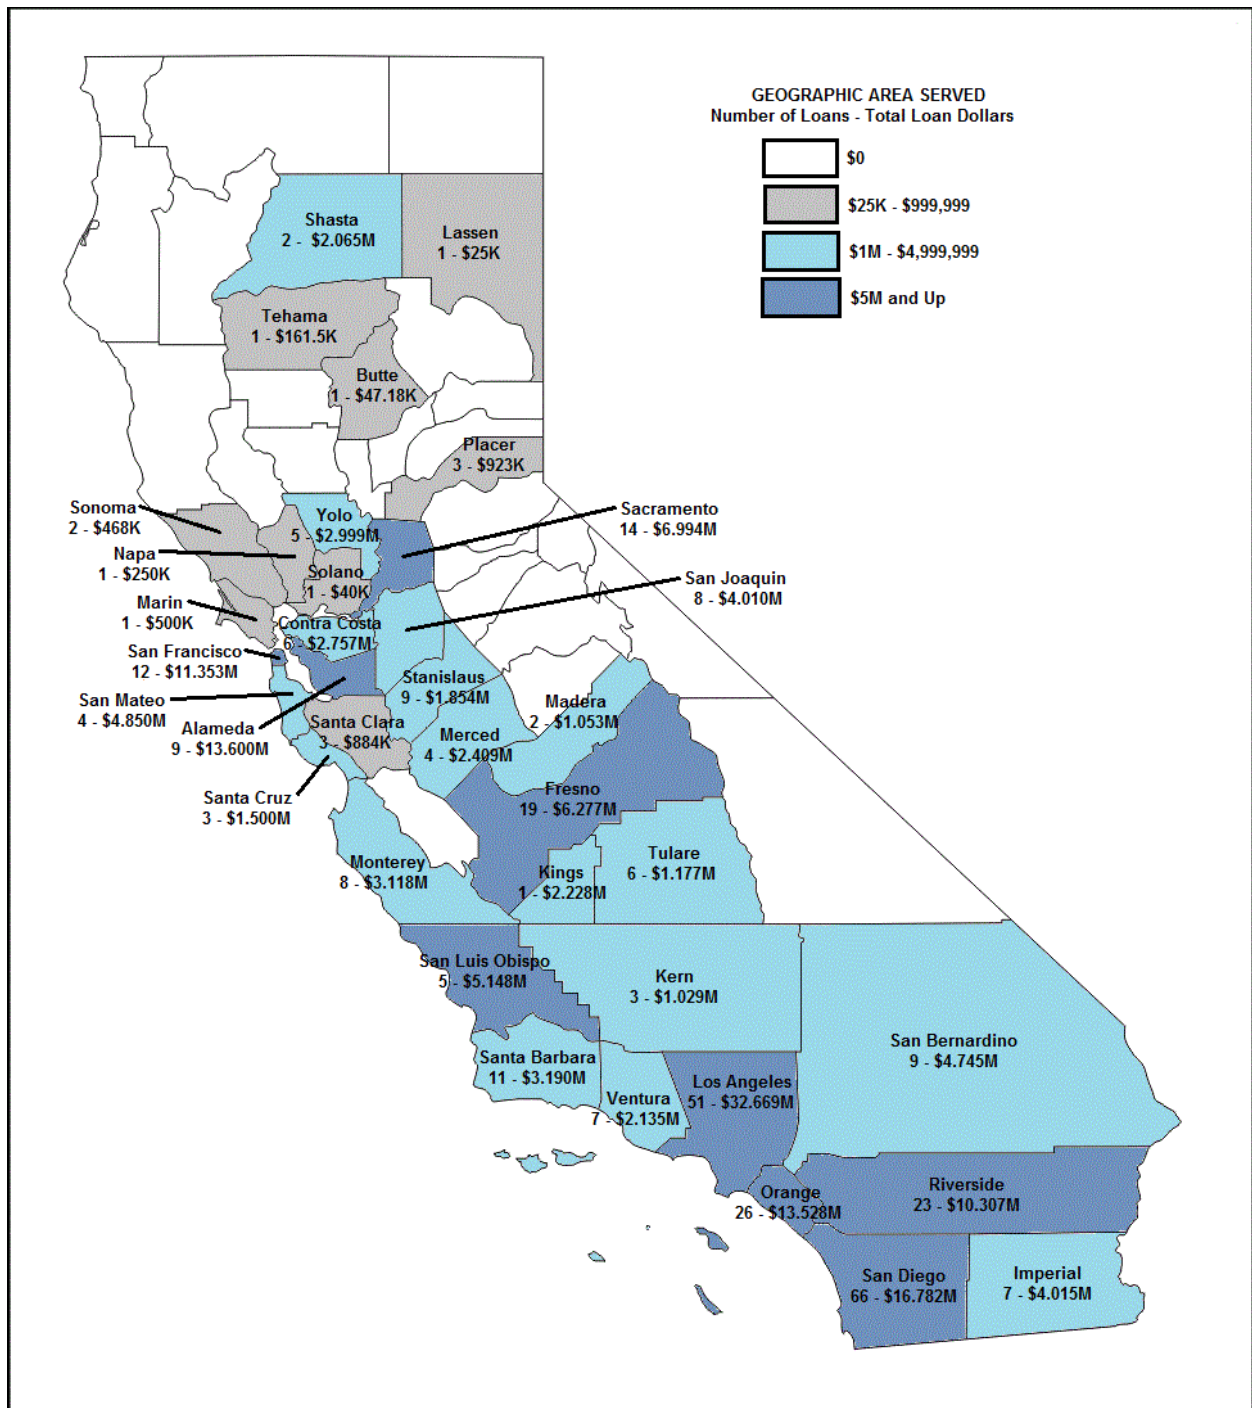 GEOGRAPHIC AREA SERVED
Number of Loans - Total Loan Dollars
$0
$25K - $999,999
$1M - $4,999,999
$5M and Up
Shasta
2 - $2.065M
Lassen
1 - $25K
Tehama
1 - $161.5K
Butte
1 - $47.18K
Placer
3 - $923K
Sonoma
2 - $468K
Yolo
5 - $2.999M
Sacramento
14 - $6.994M
Napa
1 - $250K
Solano
1 - $40K
San Joaquin
8 - $4.010M
Marin
1 - $500K
Contra Costa
6 - $2.757M
San Francisco
12 - $11.353M
Stanislaus
9 - $1.854M
San Mateo
4 - $4.850M
Madera
2 - $1.053M
Alameda
9 - $13.600M
Santa Clara
3 - $884K
Merced
4 - $2.409M
Santa Cruz
3 - $1.500M
Fresno
19 - $6.277M
Monterey
8 - $3.118M
Kings
1 - $2.228M
Tulare
6 - $1.177M
San Luis Obispo
5 - $5.148M
Kern
3 - $1.029M
San Bernardino
9 - $4.745M
Santa Barbara
11 - $3.190M
Ventura
7 - $2.135M
Los Angeles
51 - $32.669M
Orange
26 - $13.528M
Riverside
23 - $10.307M
San Diego
66 - $16.782M
Imperial
7 - $4.015M